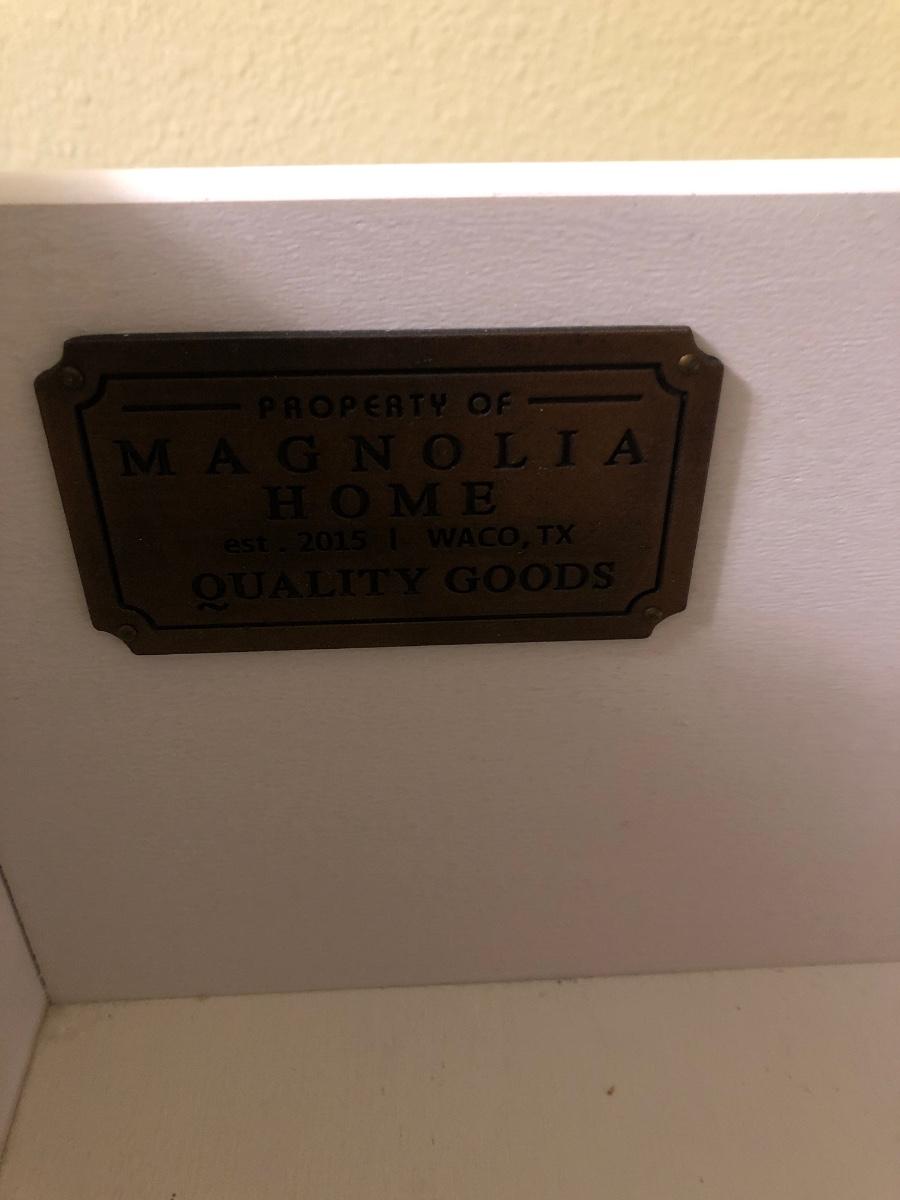 PROPERTY OF
MAGNOLIA
HOME
est. 2015 | WACO, TX
QUALITY GOODS